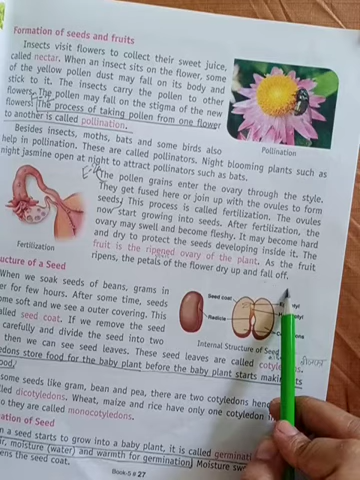 Formation of seeds and fruits
Insects visit flowers to collect their sweet juice,
called nectar. When an insect sits on the flower, some
of the yellow pollen dust may fall on its body and
stick to it. The insects carry the pollen to other
flowers. The pollen may fall on the stigma of the new
flowers. The process of taking pollen from one flower
to another is called pollination.
Pollination
Besides insects, moths, bats and some birds also
help in pollination. These are called pollinators. Night blooming plants such as
night jasmine open at night to attract pollinators such as bats.
The pollen grains enter the ovary through the style.
They get fused here or join up with the ovules to form
seeds. This process is called fertilization. The ovules
now start growing into seeds. After fertilization, the
ovary may swell and become fleshy. It may become hard
and dry to protect the seeds developing inside it. The
fruit is the ripened ovary of the plant. As the fruit
ripens, the petals of the flower dry up and fall off.
Fertilization
ucture of a Seed
When we soak seeds of beans, grams in
er for few hours. After some time, seeds
ome soft and we see a outer covering. This
alled seed coat. If we remove the seed
carefully and divide the seed into two
then we can see seed leaves. These seed leaves are called cotyledons.
edons store food for the baby plant before the baby plant starts making its
food.
Seed coat
Radicle
Internal Structure of Seed
some seeds like gram, bean and pea, there are two cotyledons hence
led dicotyledons. Wheat, maize and rice have only one cotyledon
o they are called monocotyledons.
ation of Seed
n a seed starts to grow into a baby plant, it is called germinati
ir, moisture (water) and warmth for germination. Moisture sw
ens the seed coat.
Book-5 # 27